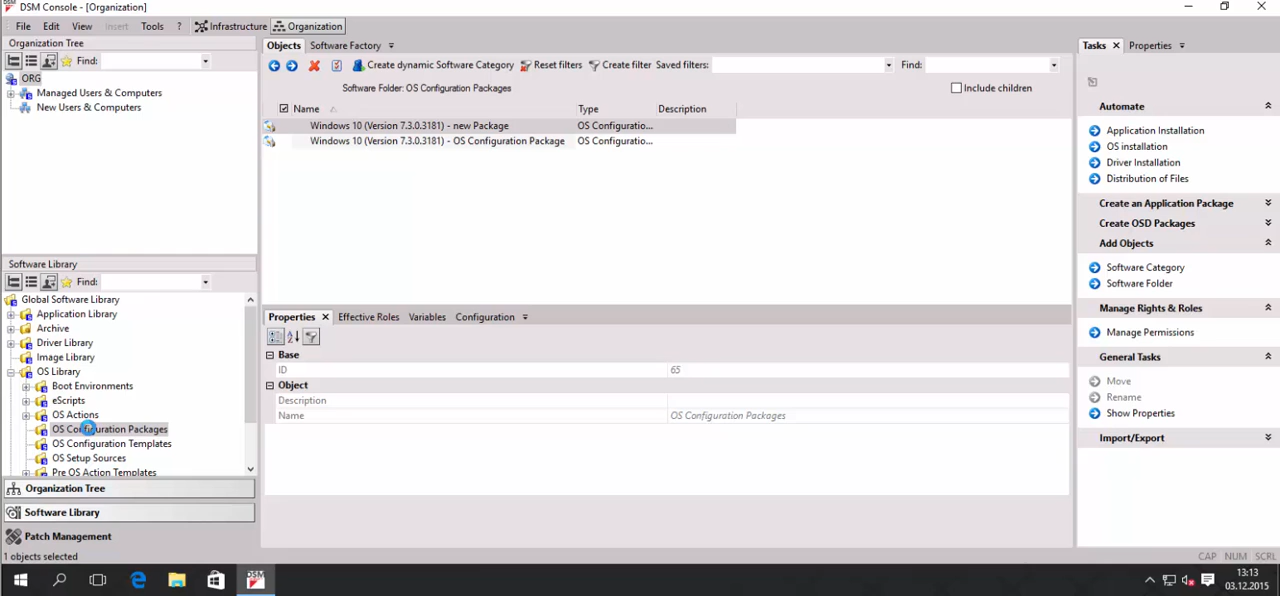 DSM Console - [Organization]
File Edit View Insert Tools ? Infrastructure Organization
Organization Tree
Find:
ORG
Managed Users & Computers
New Users & Computers
Software Library
Find:
Global Software Library
Application Library
Archive
Driver Library
Image Library
OS Library
Boot Environments
eScripts
OS Actions
OS Configuration Packages
OS Configuration Templates
OS Setup Sources
Pre OS Action Templates
Organization Tree
Software Library
Patch Management
1 objects selected
Objects Software Factory
Create dynamic Software Category Reset filters Create filter Saved filters: Find:
Software Folder: OS Configuration Packages Include children
Name Type Description
Windows 10 (Version 7.3.0.3181) - new Package OS Configuratio...
Windows 10 (Version 7.3.0.3181) - OS Configuration Package OS Configuratio...
Properties Effective Roles Variables Configuration
Base
ID 65
Object
Description
Name OS Configuration Packages
Tasks Properties
Automate
Application Installation
OS installation
Driver Installation
Distribution of Files
Create an Application Package
Create OSD Packages
Add Objects
Software Category
Software Folder
Manage Rights & Roles
Manage Permissions
General Tasks
Move
Rename
Show Properties
Import/Export
CAP NUM SCRL
DSM
13:13
03.12.2015